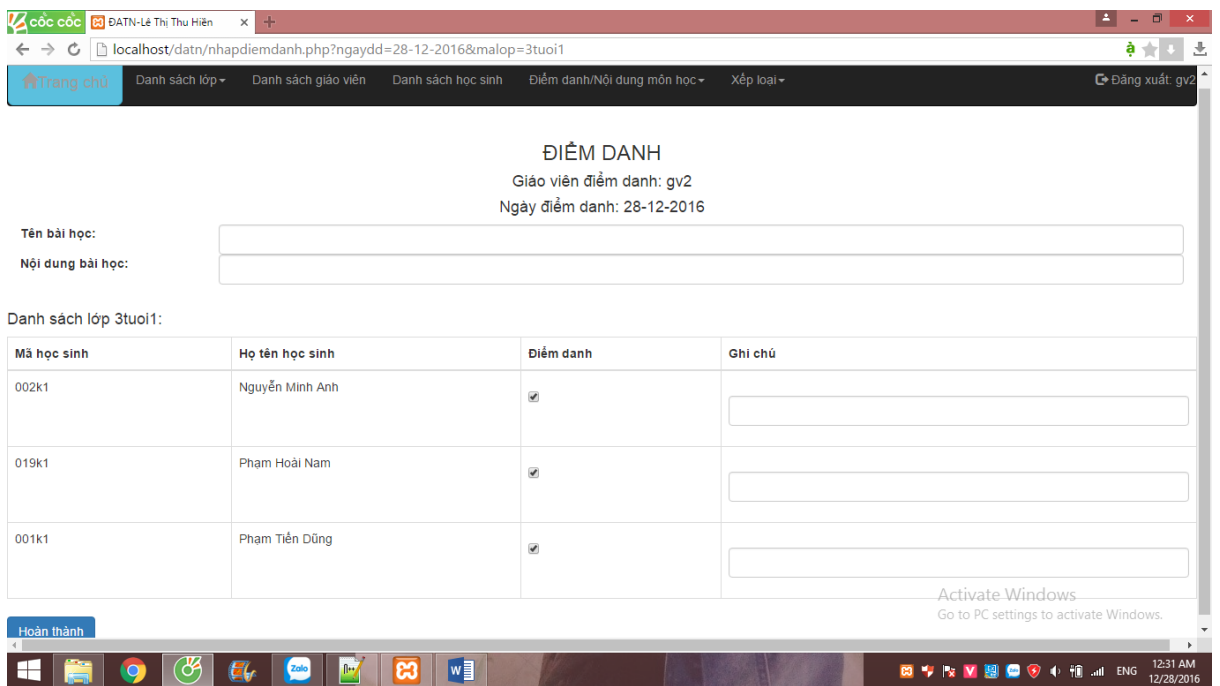 cốc cốc ĐATN-Lê Thị Thu Hiền
localhost/datn/nhapdiemdanh.php?ngaydd=28-12-2016&malop=3tuoi1
Trang chủ Danh sách lớp Danh sách giáo viên Danh sách học sinh Điểm danh/Nội dung môn học Xếp loại Đăng xuất: gv2
ĐIỂM DANH
Giáo viên điểm danh: gv2
Ngày điểm danh: 28-12-2016
Tên bài học:
Nội dung bài học:
Danh sách lớp 3tuoi1:
Mã học sinh Họ tên học sinh Điểm danh Ghi chú
002k1 Nguyễn Minh Anh
019k1 Phạm Hoài Nam
001k1 Phạm Tiến Dũng
Activate Windows
Go to PC settings to activate Windows.
Hoàn thành
Zalo
ENG 12:31 AM
12/28/2016